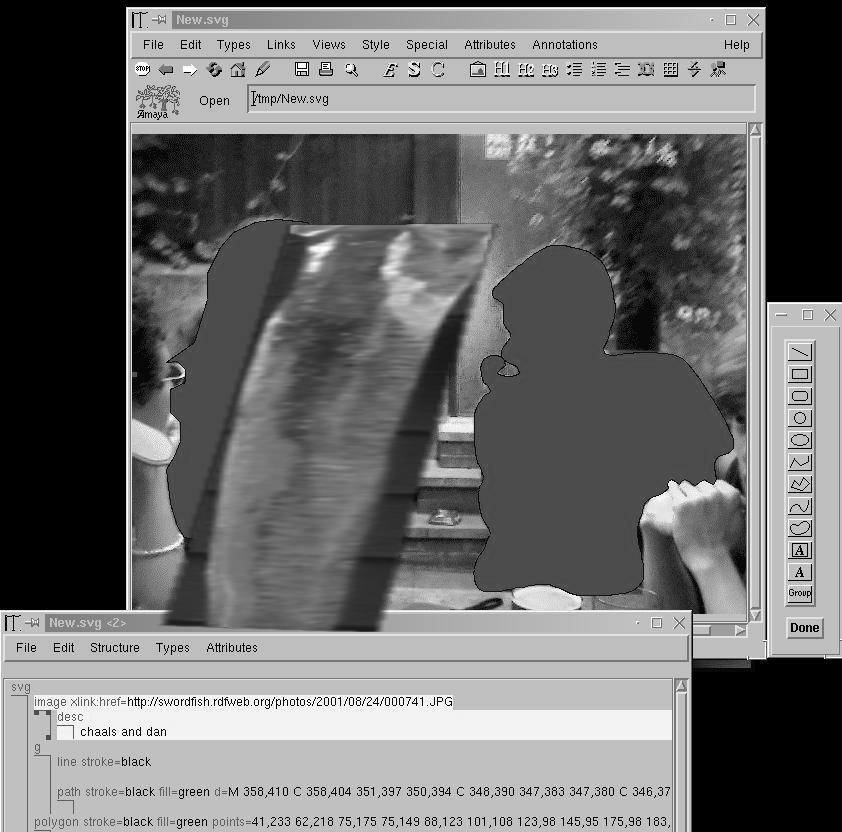 New.svg
File Edit Types Links Views Style Special Attributes Annotations Help
STOP E S C H1 H2 H3
Amaya Open /tmp/New.svg
A
A
Group
Done
New.svg <2>
File Edit Structure Types Attributes
svg
image xlink:href=http://swordfish.rdfweb.org/photos/2001/08/24/000741.JPG
desc
chaals and dan
g
line stroke=black
path stroke=black fill=green d=M 358,410 C 358,404 351,397 350,394 C 348,390 347,383 347,380 C 346,37
polygon stroke=black fill=green points=41,233 62,218 75,175 75,149 88,123 101,108 123,98 145,95 175,98 183,